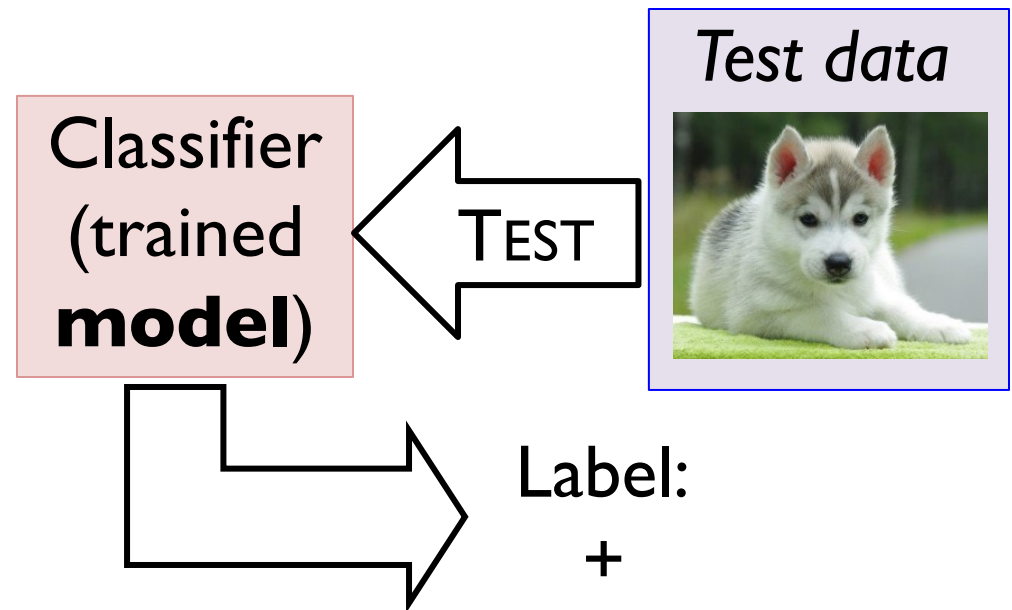 Test data
Classifier
(trained
model)
TEST
Label:
+